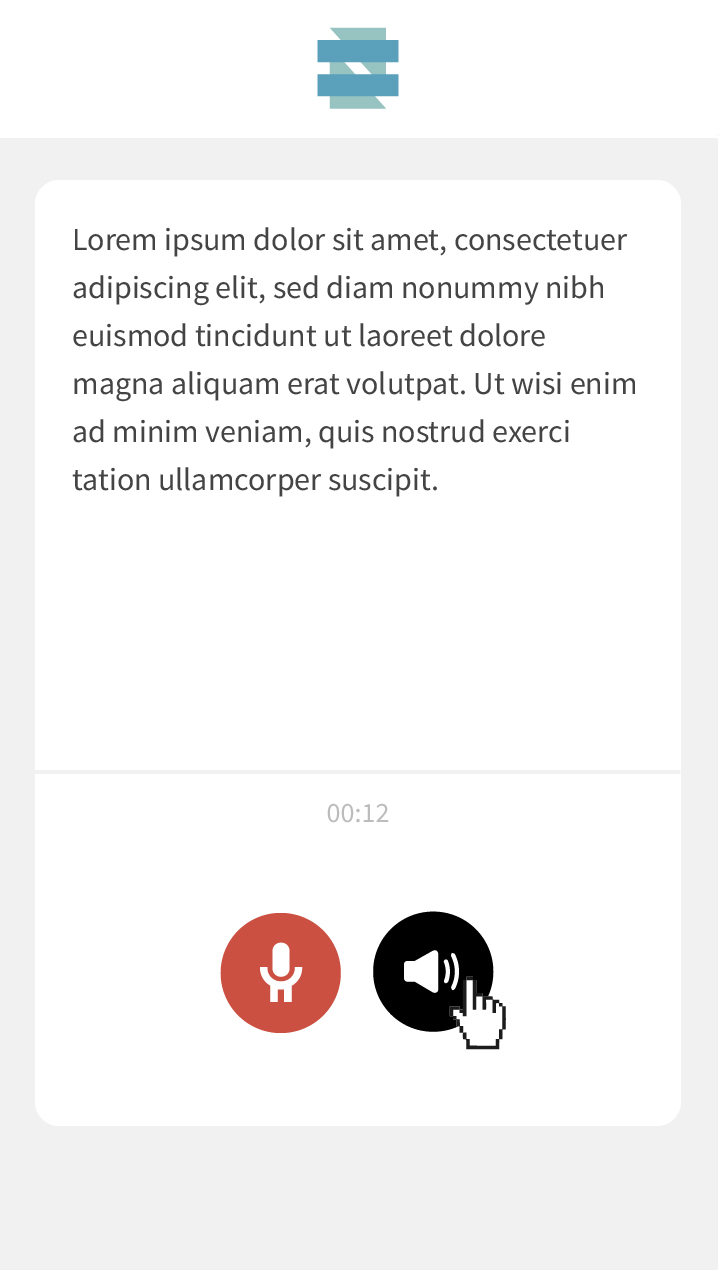 Lorem ipsum dolor sit amet, consectetuer
adipiscing elit, sed diam nonummy nibh
euismod tincidunt ut laoreet dolore
magna aliquam erat volutpat. Ut wisi enim
ad minim veniam, quis nostrud exerci
tation ullamcorper suscipit.
00:12